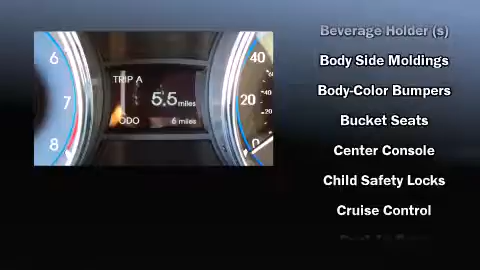 6
7
8
TRIP A
5.5 miles
ODO
6 miles
40
20
0
Beverage Holder (s)
Body Side Moldings
Body-Color Bumpers
Bucket Seats
Center Console
Child Safety Locks
Cruise Control